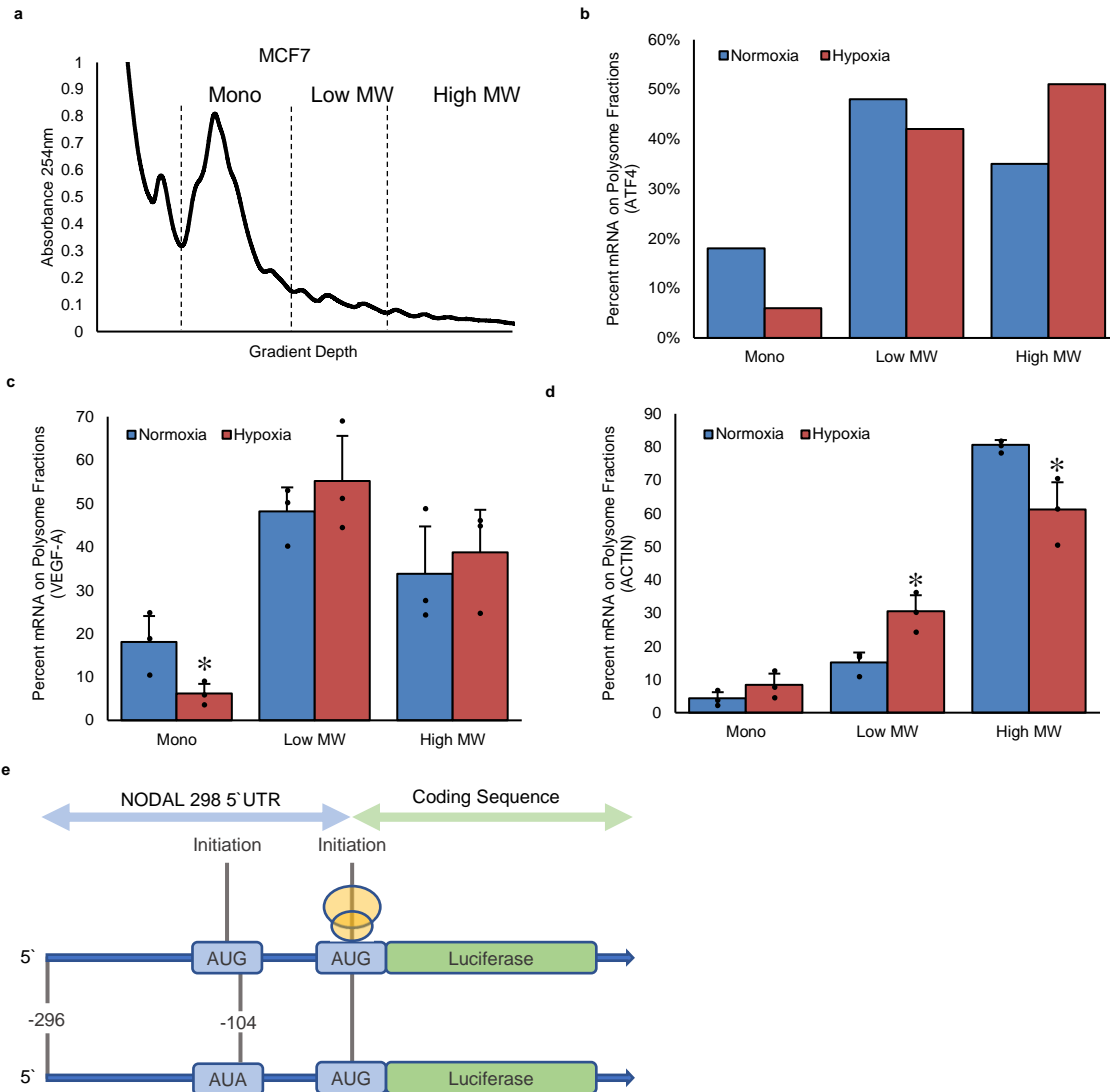 a
MCF7
Mono Low MW High MW
1
0.9
0.8
0.7
0.6
0.5
0.4
0.3
0.2
0.1
0
Absorbance 254nm
Gradient Depth
b
Normoxia Hypoxia
60%
50%
40%
30%
20%
10%
0%
Percent mRNA on Polysome Fractions
(ATF4)
Mono Low MW High MW
c
Normoxia Hypoxia
70
60
50
40
30
20
10
0
Percent mRNA on Polysome Fractions
(VEGF-A)
*
Mono Low MW High MW
d
Normoxia Hypoxia
90
80
70
60
50
40
30
20
10
0
Percent mRNA on Polysome Fractions
(ACTIN)
* *
Mono Low MW High MW
e
NODAL 298 5`UTR Coding Sequence
Initiation Initiation
5` AUG AUG Luciferase
-296 -104
5` AUA AUG Luciferase